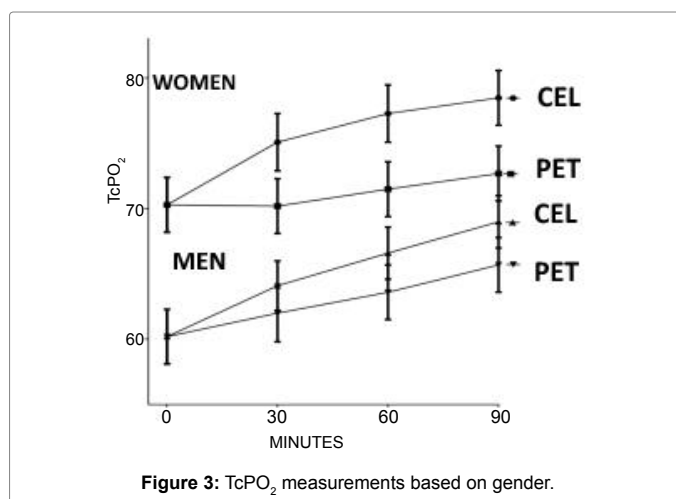 80
WOMEN
CEL
TcPO₂
PET
70
CEL
MEN
PET
60
0 30 60 90
MINUTES
Figure 3: TcPO₂ measurements based on gender.